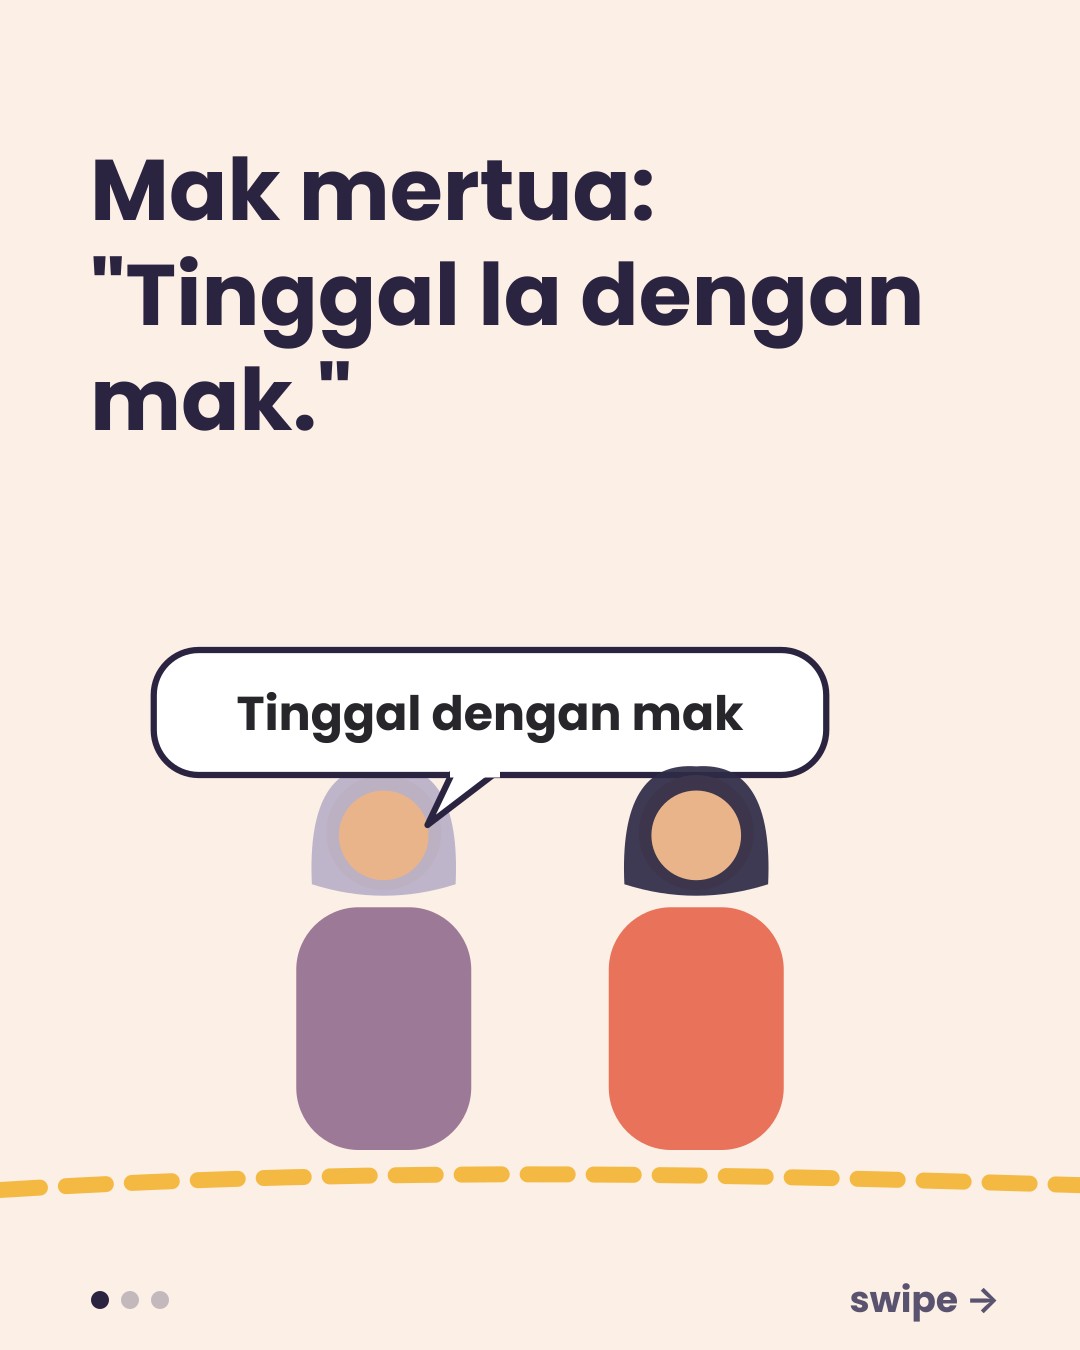 Mak mertua:
"Tinggal la dengan
mak."
Tinggal dengan mak
swipe →